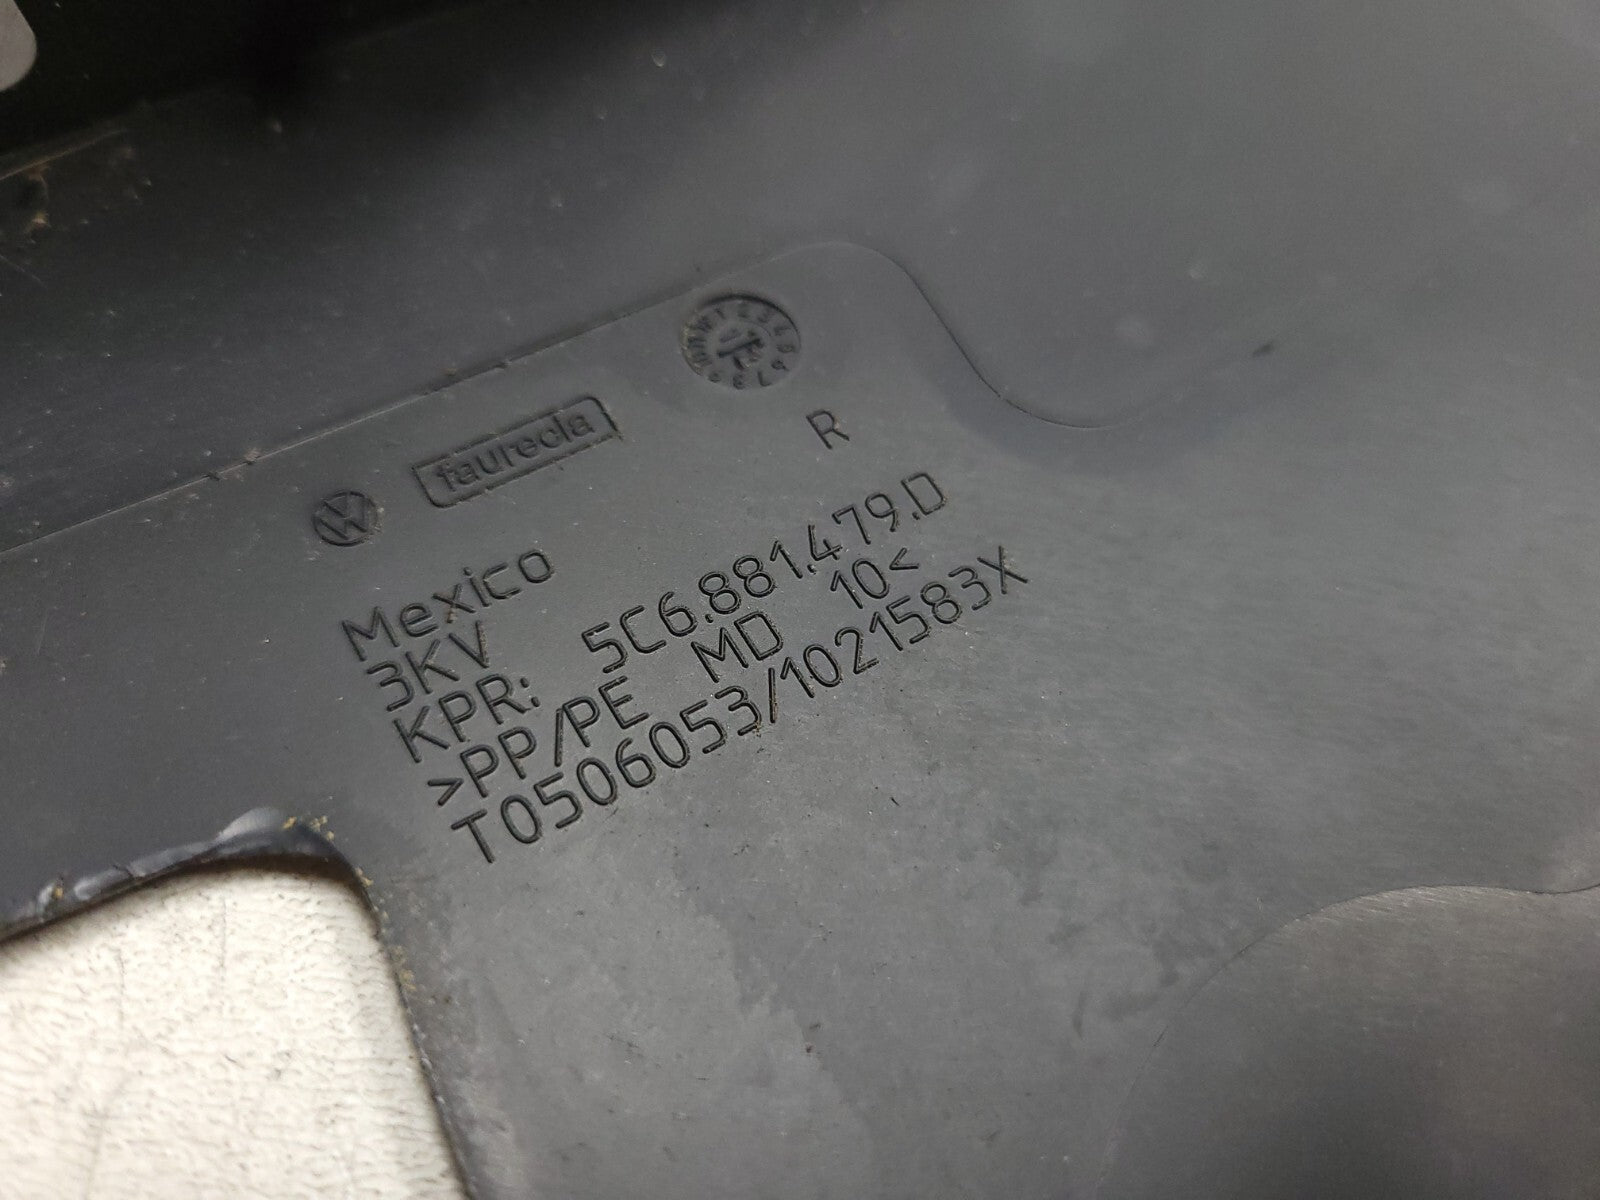 faurecia
R
Mexico
3KV
KPR: 5C6.881.479.D
>PP/PE MD 10<
T0506053/1021583X